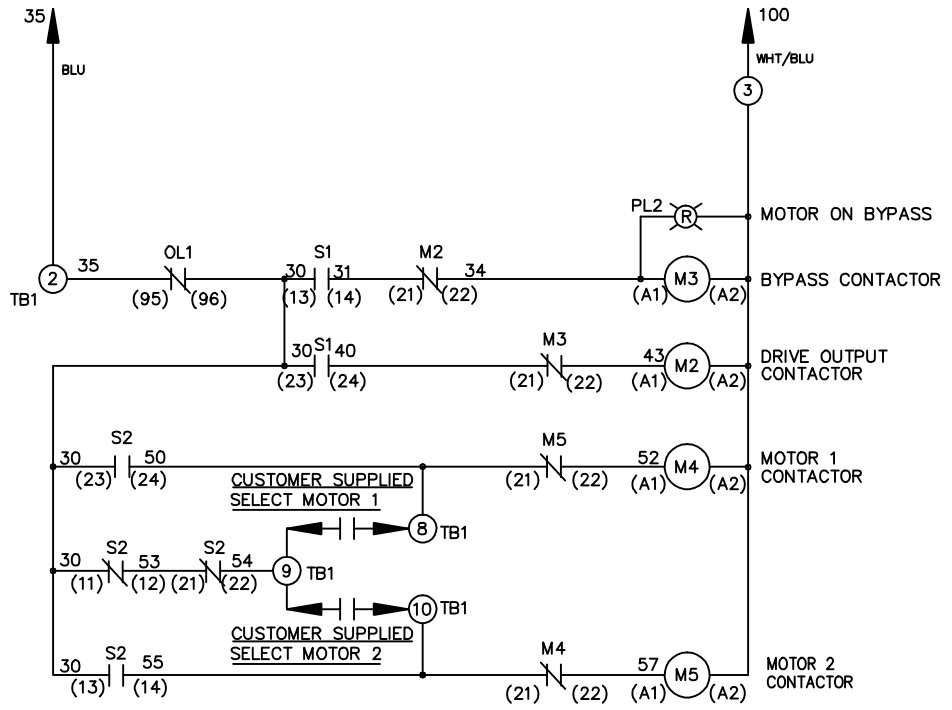 35
100
BLU
WHT/BLU
3
PL2
R
MOTOR ON BYPASS
OL1
S1
M2
2
35
30
31
34
M3
BYPASS CONTACTOR
TB1
(95)
(96)
(13)
(14)
(21)
(22)
(A1)
(A2)
S1
M3
30
40
43
M2
DRIVE OUTPUT
CONTACTOR
(23)
(24)
(21)
(22)
(A1)
(A2)
S2
M5
30
50
52
M4
MOTOR 1
CONTACTOR
(23)
(24)
(21)
(22)
(A1)
(A2)
CUSTOMER SUPPLIED
SELECT MOTOR 1
8
TB1
S2
S2
30
53
54
9
TB1
(11)
(12)
(21)
(22)
10
TB1
CUSTOMER SUPPLIED
SELECT MOTOR 2
S2
M4
30
55
57
M5
MOTOR 2
CONTACTOR
(13)
(14)
(21)
(22)
(A1)
(A2)